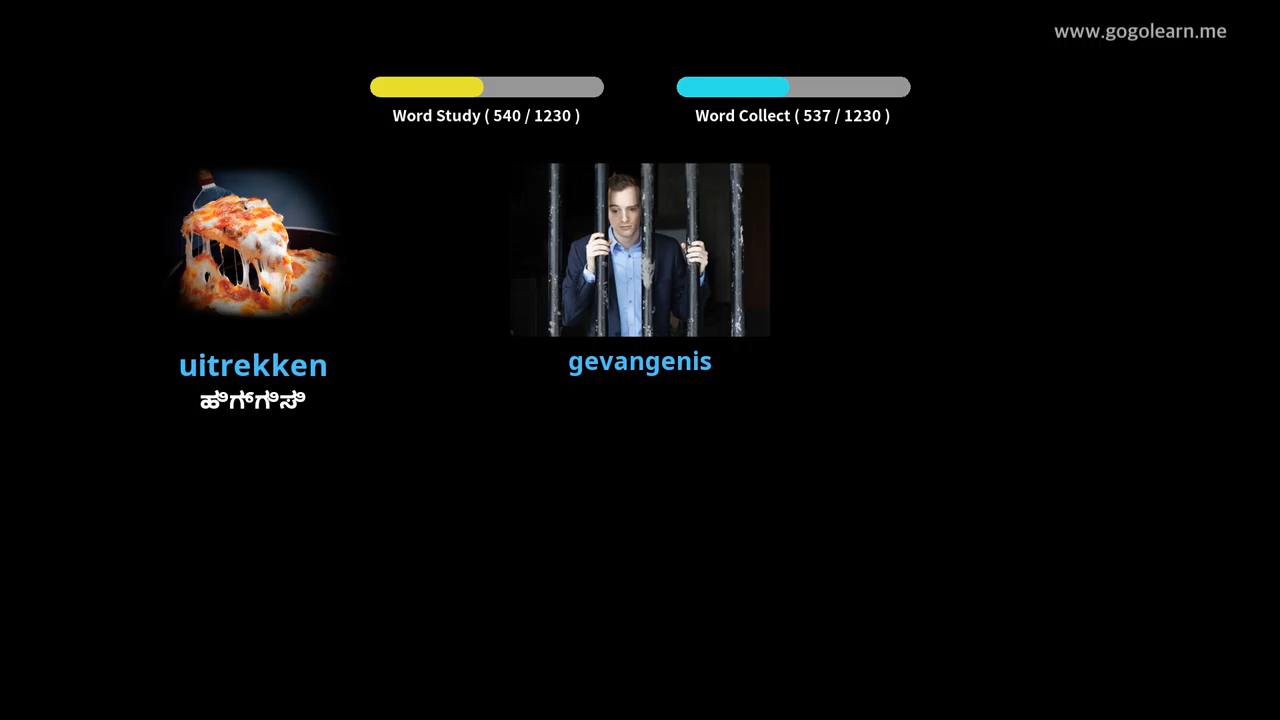 www.gogolearn.me
Word Study ( 540 / 1230 )
Word Collect ( 537 / 1230 )
uitrekken
gevangenis
ಹಿಗ್ಗಿಸಿ